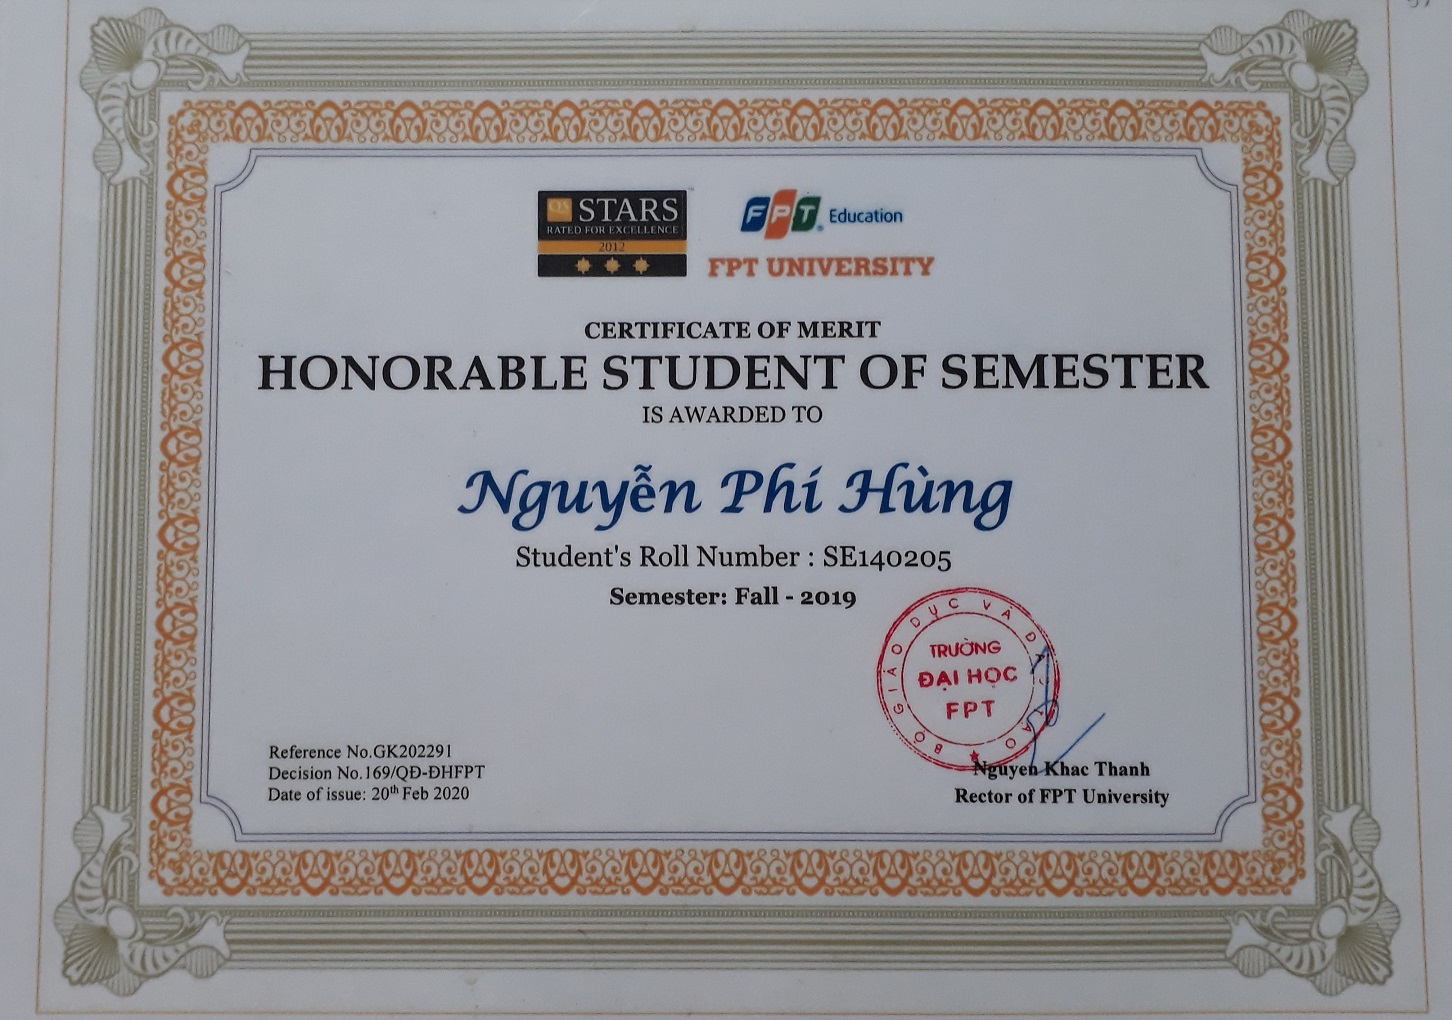 QS STARS
RATED FOR EXCELLENCE
2012
FPT Education
FPT UNIVERSITY
CERTIFICATE OF MERIT
HONORABLE STUDENT OF SEMESTER
IS AWARDED TO
Nguyễn Phí Hùng
Student's Roll Number : SE140205
Semester: Fall - 2019
BỘ GIÁO DỤC VÀ ĐÀO TẠO
TRƯỜNG
ĐẠI HỌC
FPT
Reference No.GK202291
Decision No.169/QĐ-ĐHFPT
Date of issue: 20th Feb 2020
Nguyen Khac Thanh
Rector of FPT University